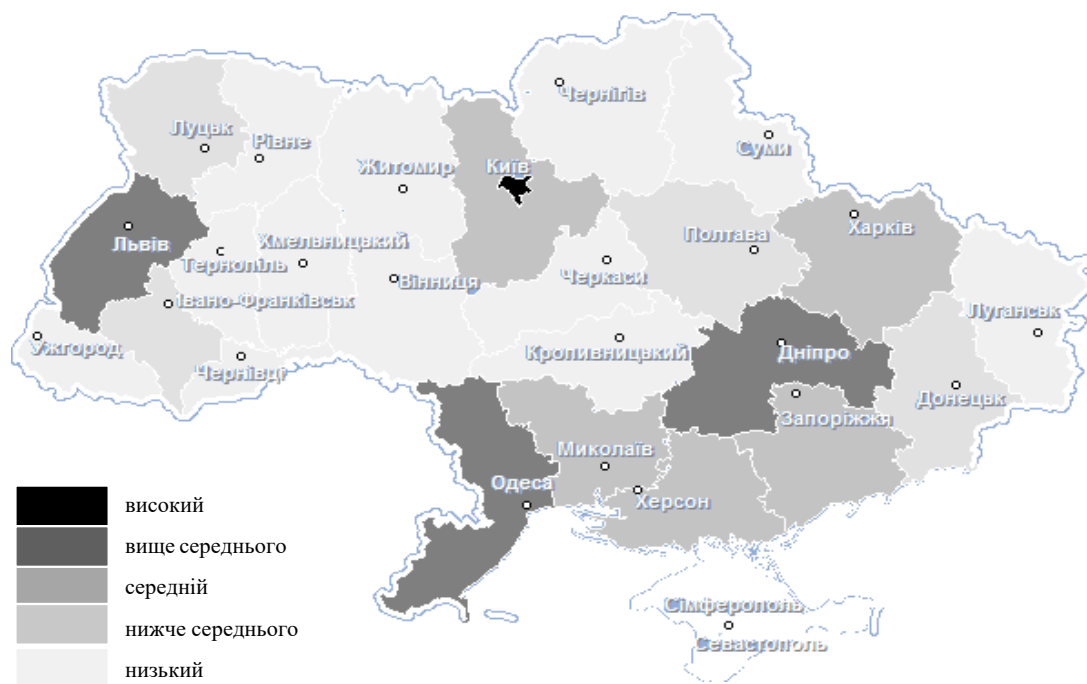 Чернігів
Луцьк
Рівне
Суми
Житомир
Київ
Львів
Хмельницький
Тернопіль
Полтава
Харків
Черкаси
Вінниця
Івано-Франківськ
Луганськ
Ужгород
Чернівці
Кропивницький
Дніпро
Донецьк
Запоріжжя
Миколаїв
Одеса
Херсон
високий
вище середнього
середній
нижче середнього
низький
Сімферополь
Севастополь